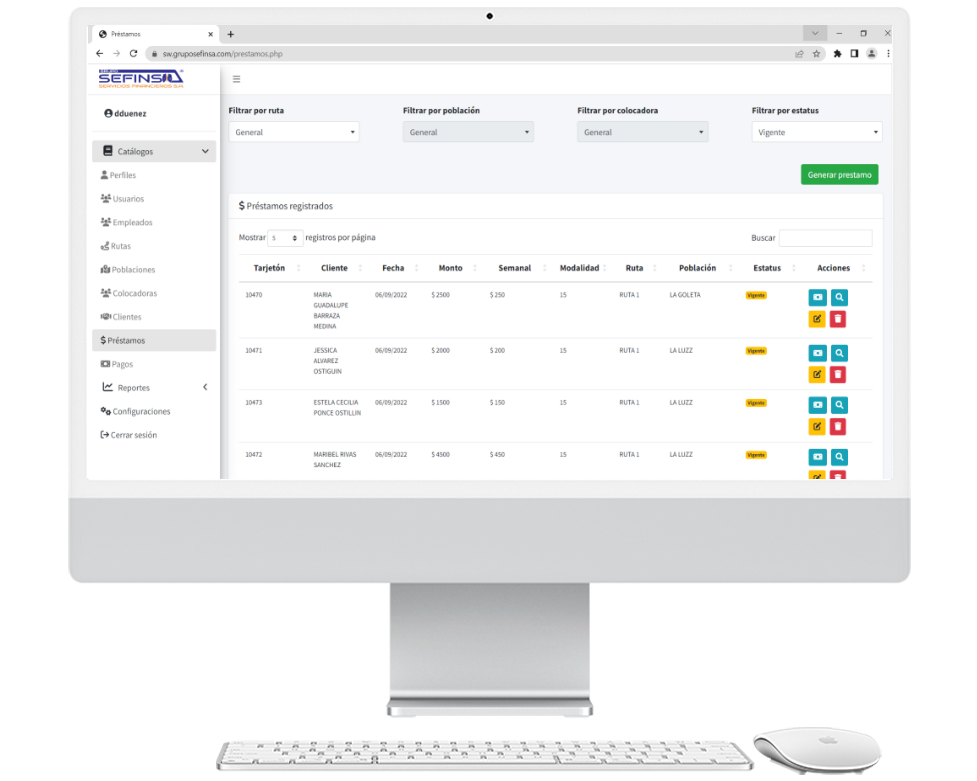 Préstamos
sw.gruposefinsa.com/prestamos.php
GRUPO
SEFINSA
SERVICIOS FINANCIEROS S.A.
dduenez
Catálogos
Perfiles
Usuarios
Empleados
Rutas
Poblaciones
Colocadoras
Clientes
$ Préstamos
Pagos
Reportes
Configuraciones
Cerrar sesión
Filtrar por ruta Filtrar por población Filtrar por colocadora Filtrar por estatus
General General General Vigente
Generar prestamo
$ Préstamos registrados
Mostrar 5 registros por página Buscar
Tarjetón Cliente Fecha Monto Semanal Modalidad Ruta Población Estatus Acciones
10470 MARIA 06/09/2022 $ 2500 $ 250 15 RUTA 1 LA GOLETA Vigente
GUADALUPE
BARRAZA
MEDINA
10471 JESSICA 06/09/2022 $ 2000 $ 200 15 RUTA 1 LA LUZZ Vigente
ALVAREZ
OSTIGUIN
10473 ESTELA CECILIA 06/09/2022 $ 1500 $ 150 15 RUTA 1 LA LUZZ Vigente
PONCE OSTILLIN
10472 MARIBEL RIVAS 06/09/2022 $ 4500 $ 450 15 RUTA 1 LA LUZZ Vigente
SANCHEZ